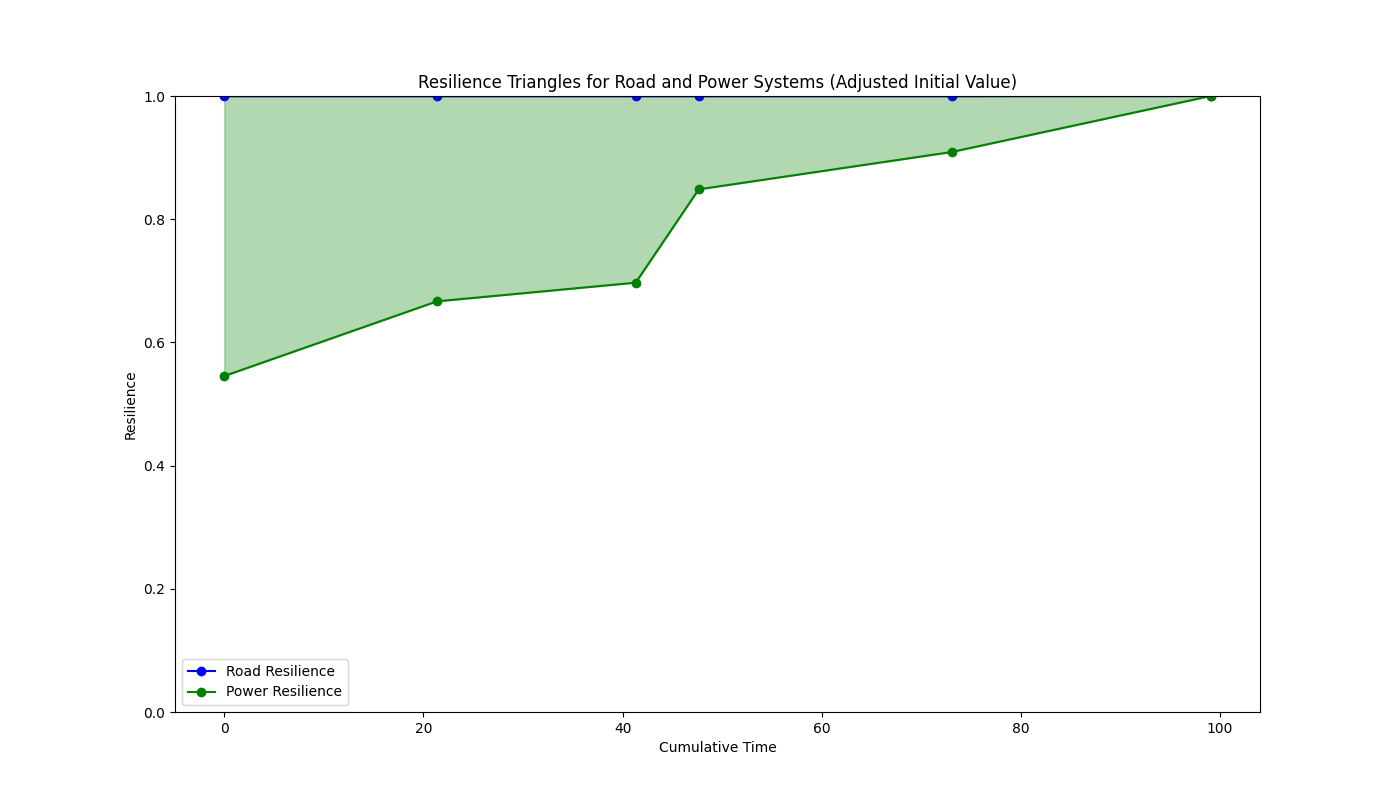 Resilience Triangles for Road and Power Systems (Adjusted Initial Value)
1.0
0.8
0.6
0.4
0.2
0.0
Resilience
Road Resilience
Power Resilience
0 20 40 60 80 100
Cumulative Time